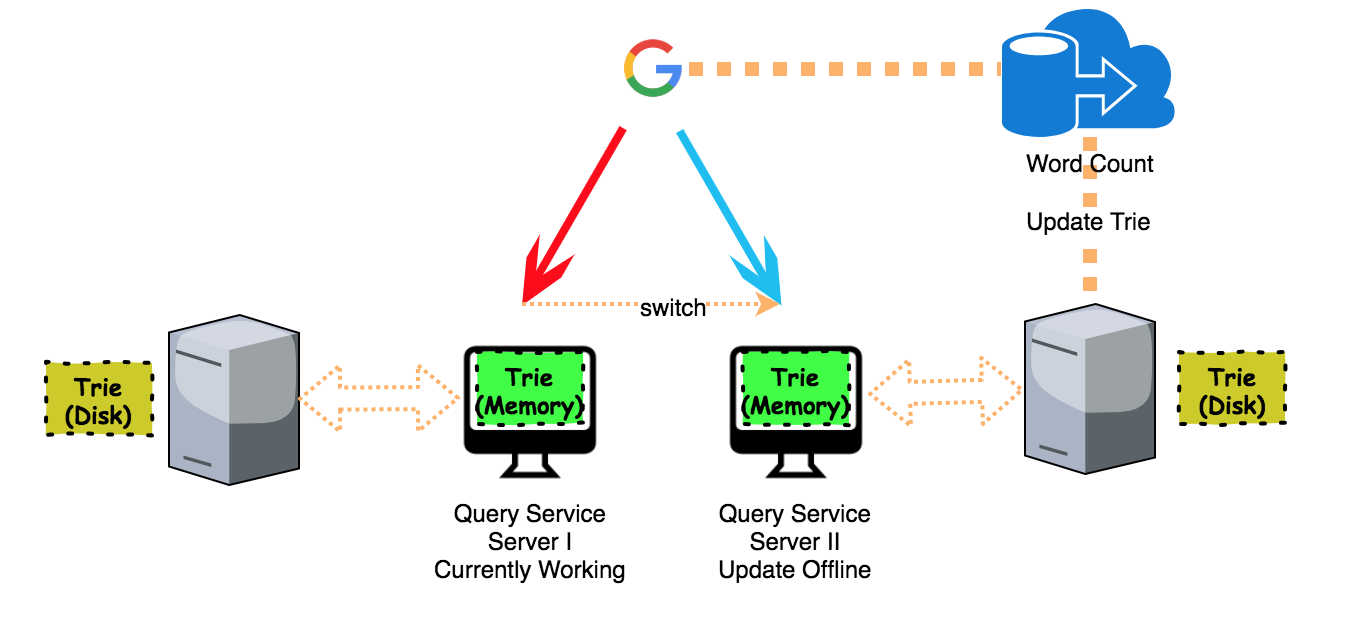 Word Count
Update Trie
switch
Trie
(Disk)
Trie
(Memory)
Trie
(Memory)
Trie
(Disk)
Query Service
Server I
Currently Working
Query Service
Server II
Update Offline